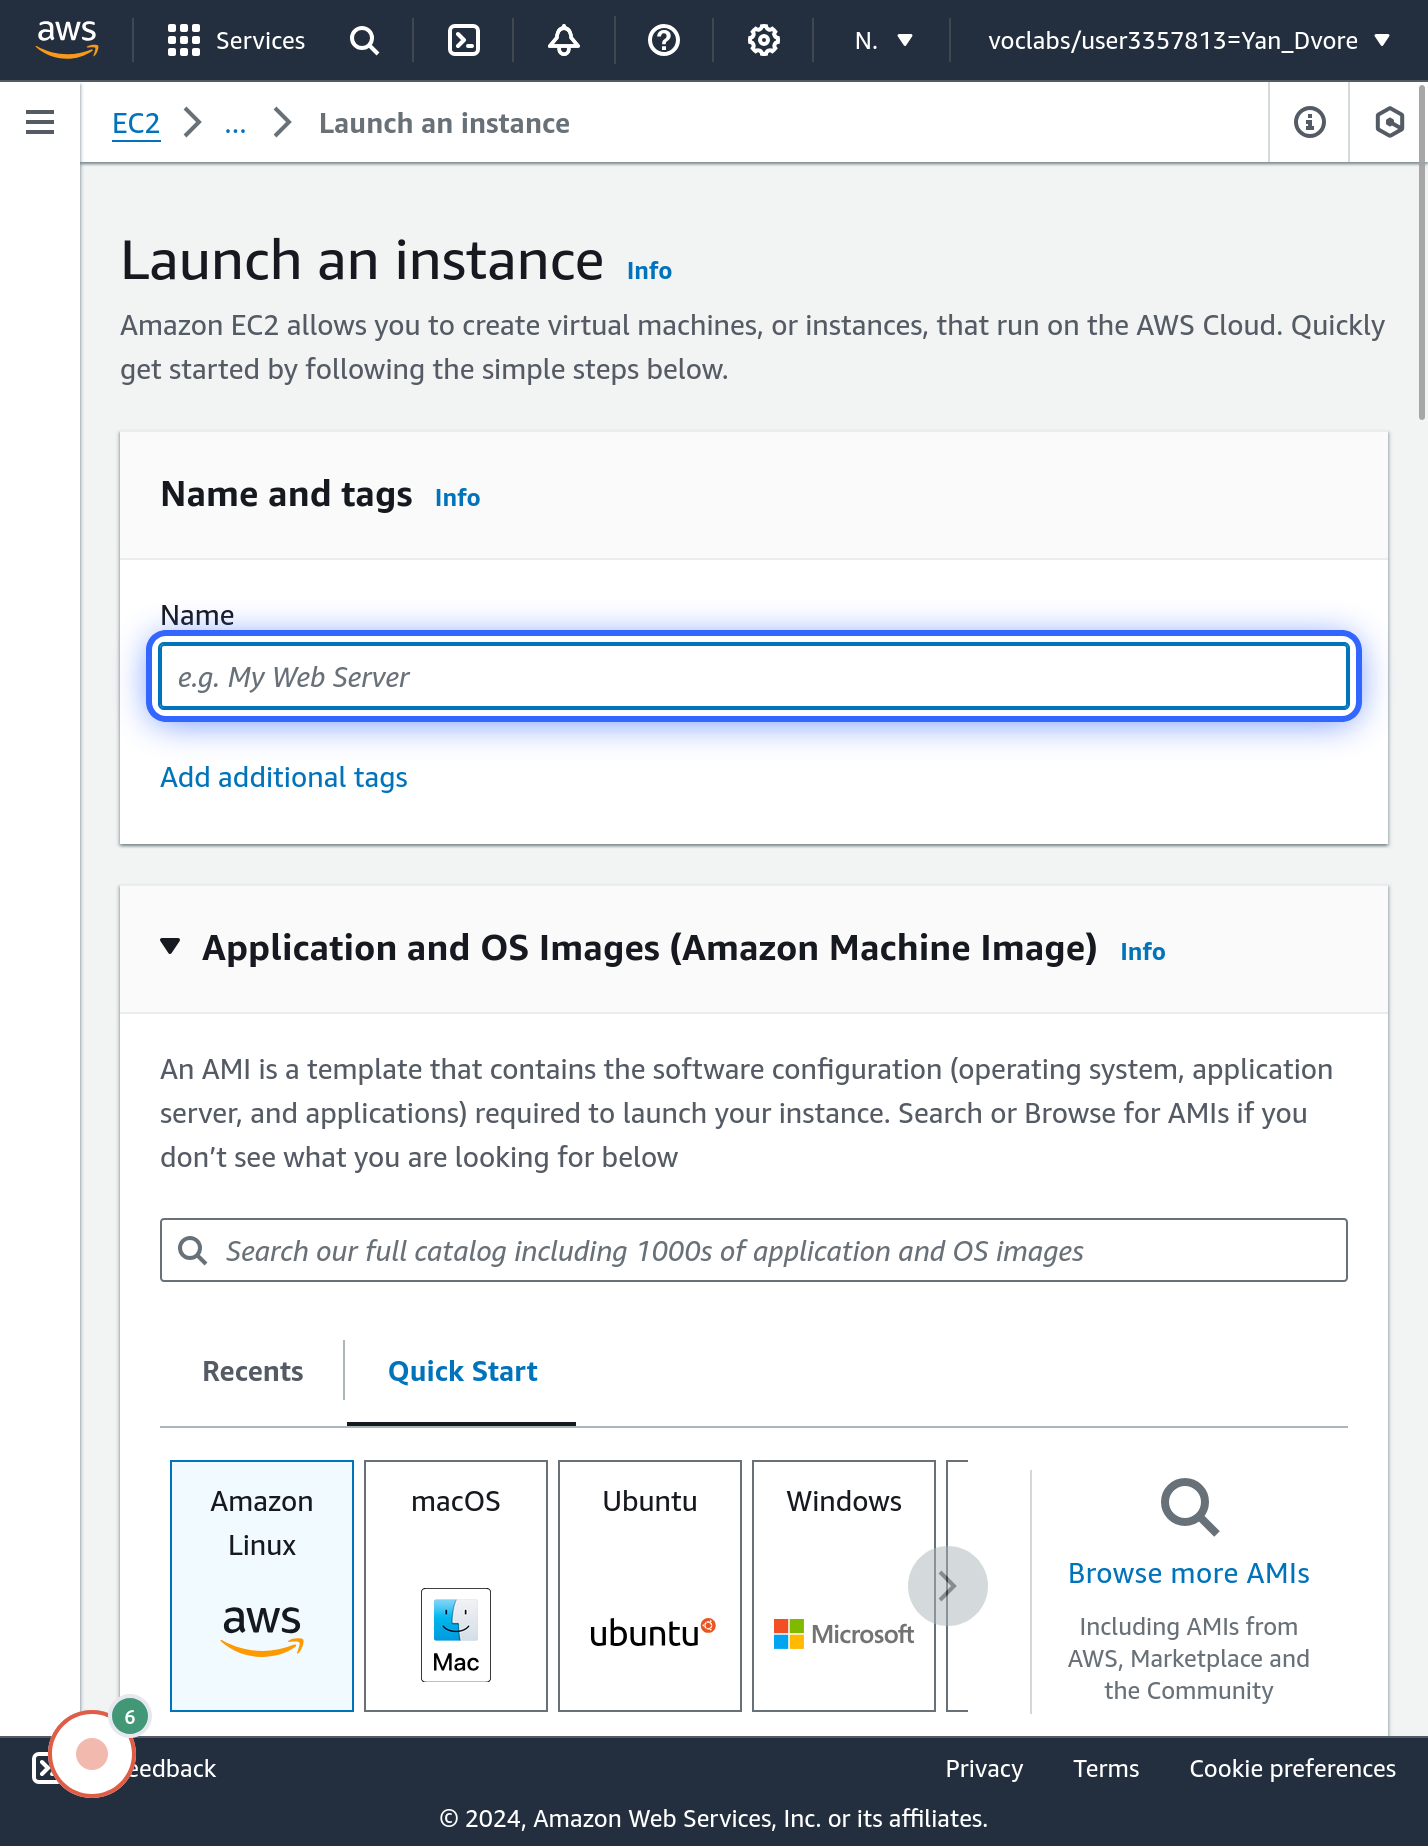 aws
Services
N.
voclabs/user3357813=Yan_Dvore
EC2
...
Launch an instance
Launch an instance Info
Amazon EC2 allows you to create virtual machines, or instances, that run on the AWS Cloud. Quickly
get started by following the simple steps below.
Name and tags Info
Name
e.g. My Web Server
Add additional tags
Application and OS Images (Amazon Machine Image) Info
An AMI is a template that contains the software configuration (operating system, application
server, and applications) required to launch your instance. Search or Browse for AMIs if you
don’t see what you are looking for below
Search our full catalog including 1000s of application and OS images
Recents
Quick Start
Amazon
Linux
aws
macOS
Mac
Ubuntu
ubuntu
Windows
Microsoft
Browse more AMIs
Including AMIs from
AWS, Marketplace and
the Community
6
eedback
Privacy
Terms
Cookie preferences
© 2024, Amazon Web Services, Inc. or its affiliates.